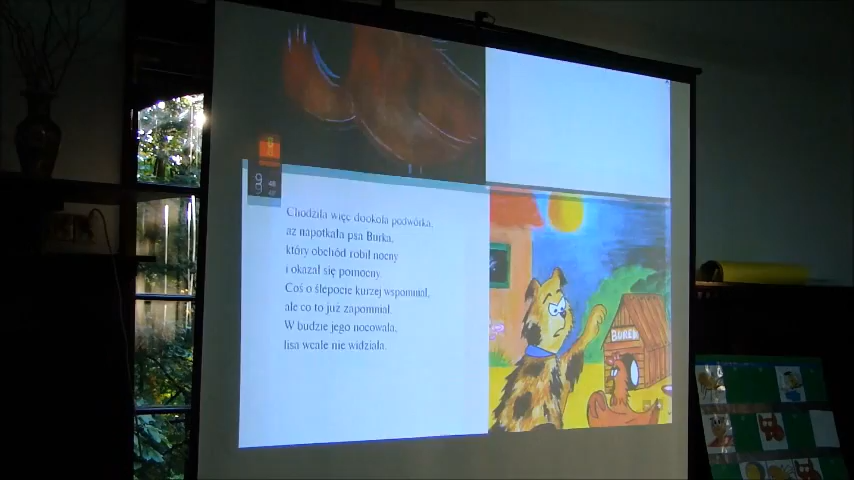 Chodziła więc dookoła podwórka,
aż napotkała psa Burka,
który obchód robił nocny
i okazał się pomocny.
Coś o ślepocie kurzej wspominał,
ale co to już zapomniał.
W budzie jego nocowała,
lisa wcale nie widziała.
BUREK